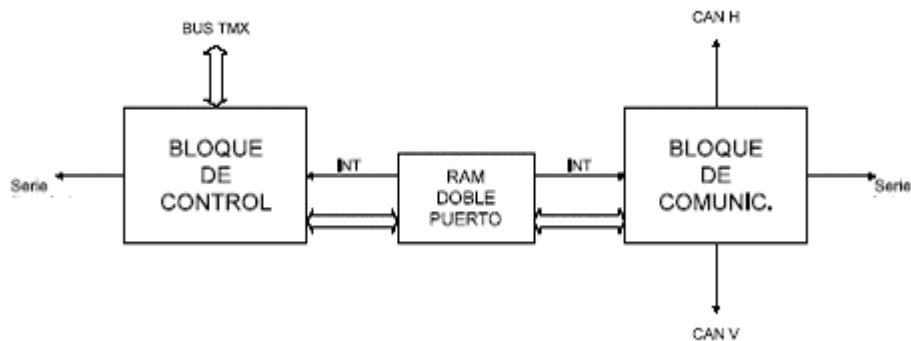 BUS TMX
CAN H
BLOQUE
DE
CONTROL
INT
RAM
DOBLE
PUERTO
INT
BLOQUE
DE
COMUNIC.
Serie
Serie
CAN V